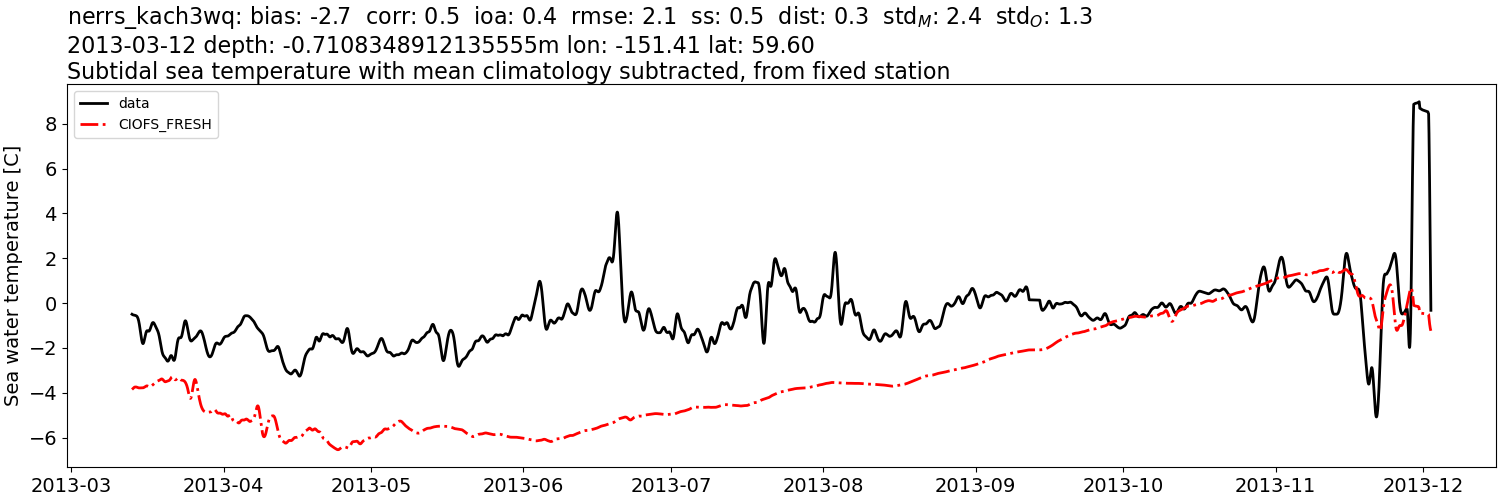 nerrs_kach3wq: bias: -2.7 corr: 0.5 ioa: 0.4 rmse: 2.1 ss: 0.5 dist: 0.3 std_M: 2.4 std_O: 1.3
2013-03-12 depth: -0.7108348912135555m lon: -151.41 lat: 59.60
Subtidal sea temperature with mean climatology subtracted, from fixed station
data
CIOFS_FRESH
Sea water temperature [C]
8
6
4
2
0
−2
−4
−6
2013-03 2013-04 2013-05 2013-06 2013-07 2013-08 2013-09 2013-10 2013-11 2013-12